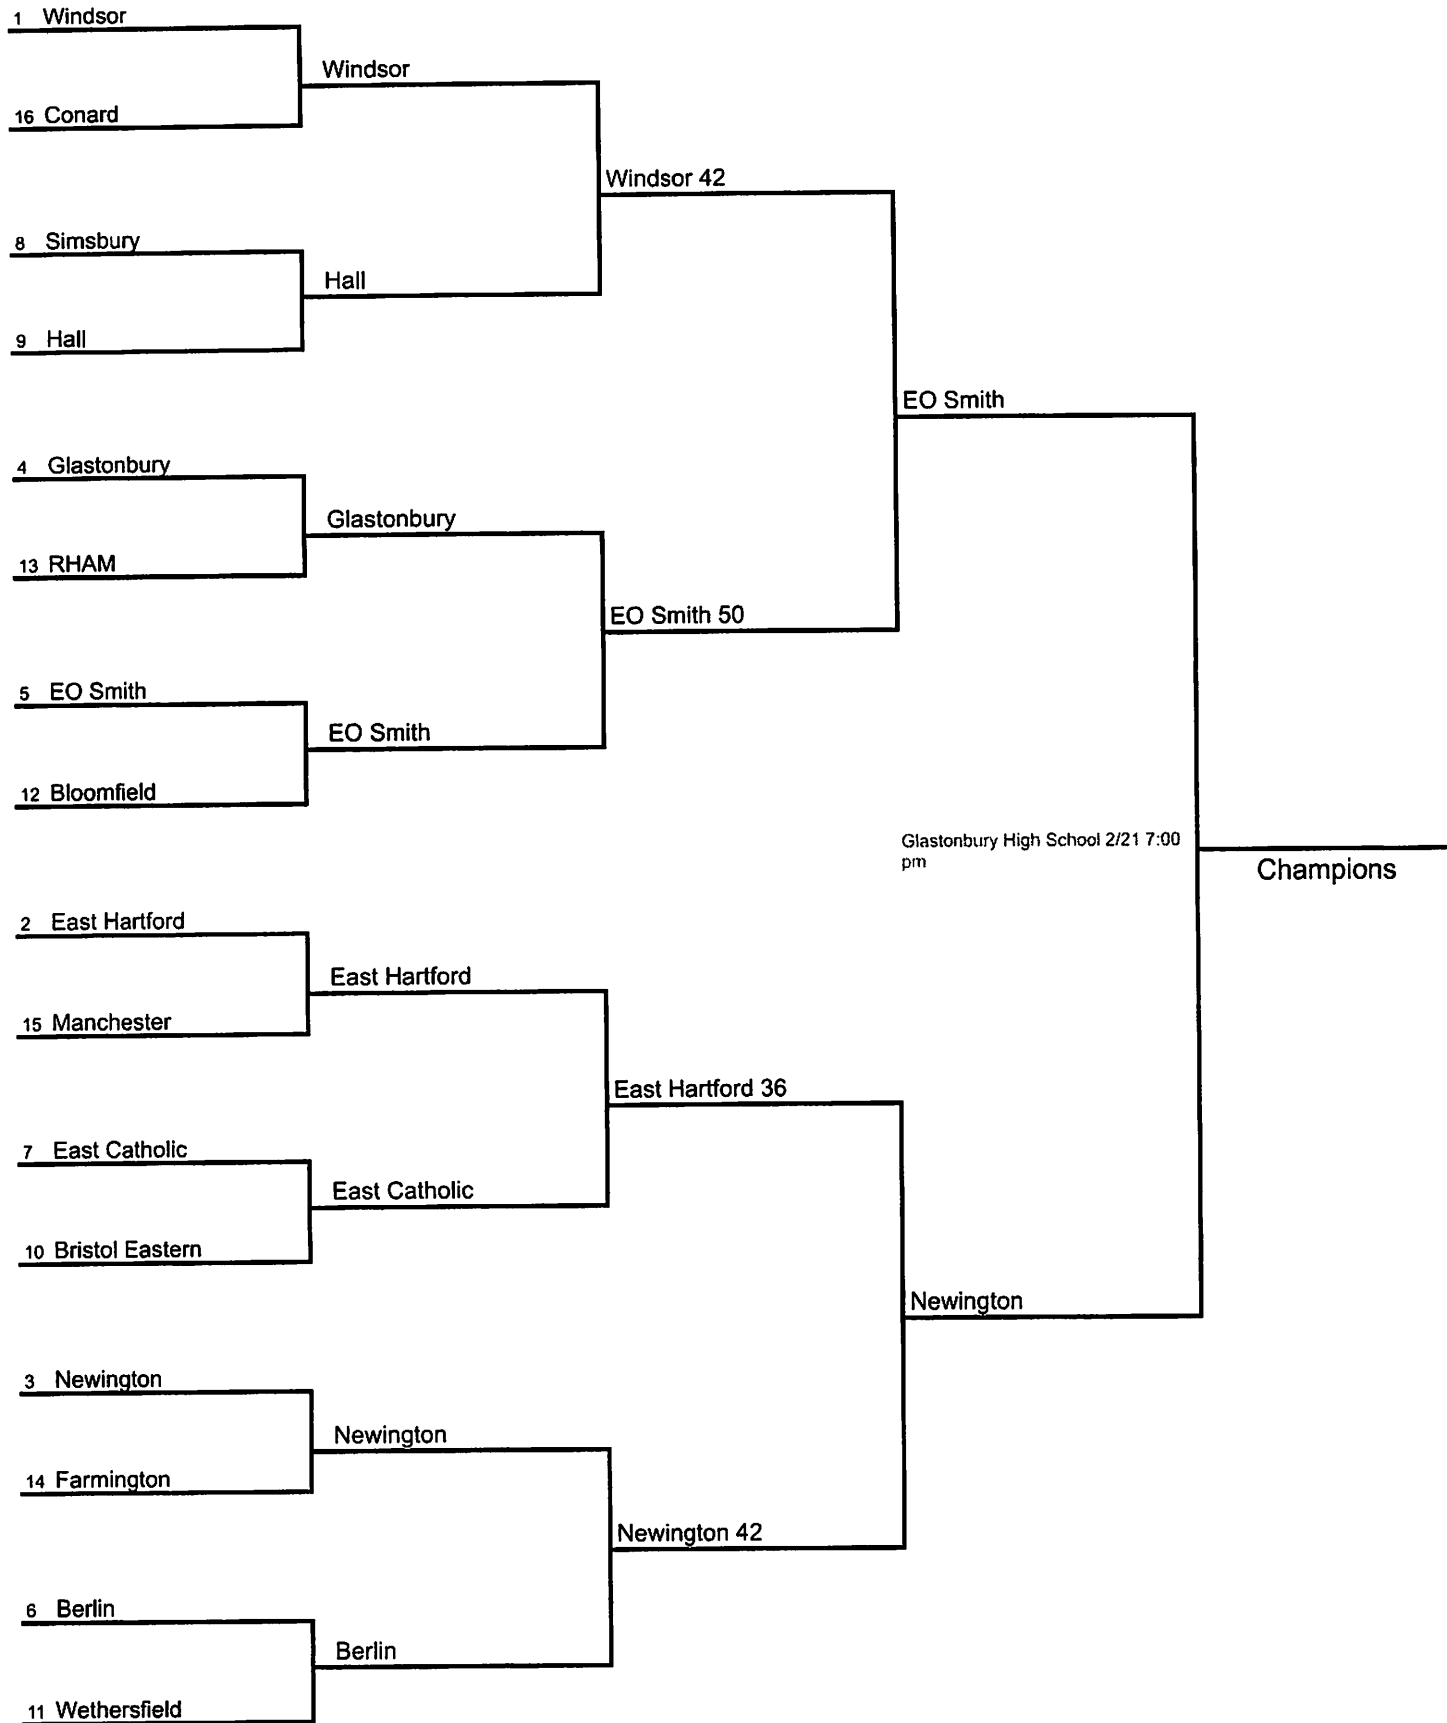 1 Windsor
Windsor
16 Conard
Windsor 42
8 Simsbury
Hall
9 Hall
EO Smith
4 Glastonbury
Glastonbury
13 RHAM
EO Smith 50
5 EO Smith
EO Smith
12 Bloomfield
Glastonbury High School 2/21 7:00
pm
Champions
2 East Hartford
East Hartford
15 Manchester
East Hartford 36
7 East Catholic
East Catholic
10 Bristol Eastern
Newington
3 Newington
Newington
14 Farmington
Newington 42
6 Berlin
Berlin
11 Wethersfield